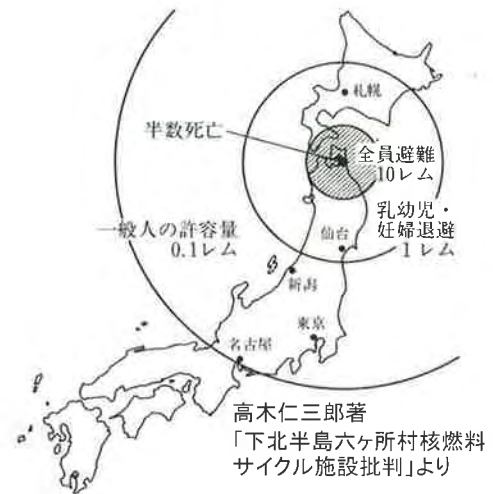 札幌
半数死亡
全員避難
10レム
乳幼児・
妊婦退避
1レム
一般人の許容量
0.1レム
仙台
新潟
東京
名古屋
高木仁三郎著
「下北半島六ヶ所村核燃料
サイクル施設批判」より